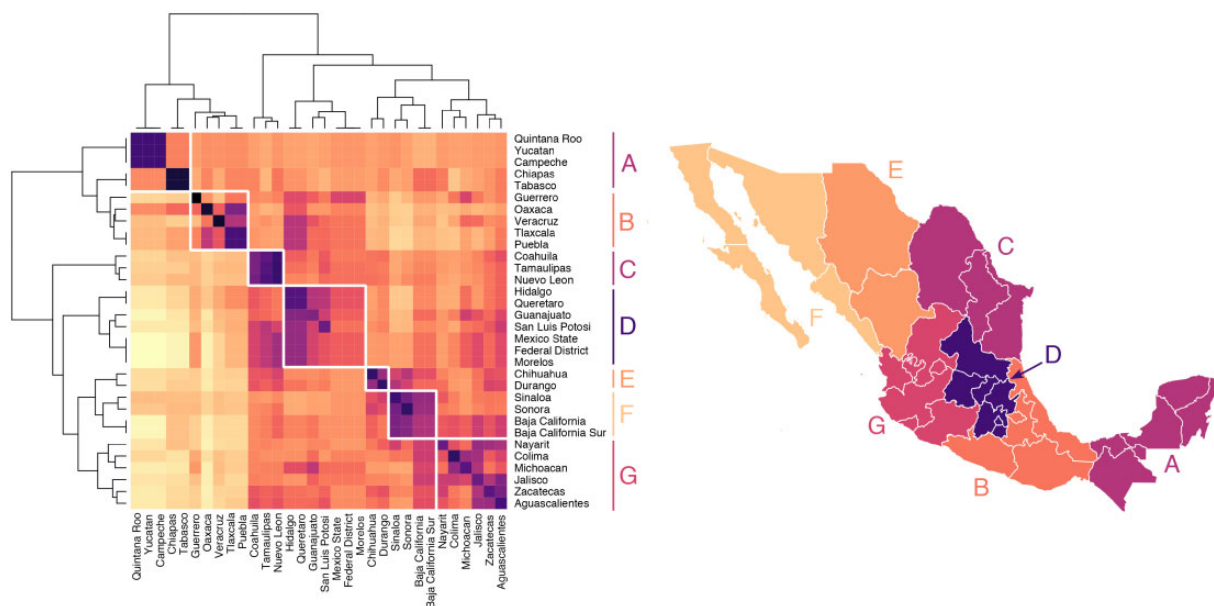 Quintana Roo
Yucatan
Campeche
Chiapas
Tabasco
Guerrero
Oaxaca
Veracruz
Tlaxcala
Puebla
Coahuila
Tamaulipas
Nuevo Leon
Hidalgo
Queretaro
Guanajuato
San Luis Potosi
Mexico State
Federal District
Morelos
Chihuahua
Durango
Sinaloa
Sonora
Baja California
Baja California Sur
Nayarit
Colima
Michoacan
Jalisco
Zacatecas
Aguascalientes
A
B
C
D
E
F
G
Quintana Roo
Yucatan
Campeche
Chiapas
Tabasco
Guerrero
Oaxaca
Veracruz
Tlaxcala
Puebla
Coahuila
Tamaulipas
Nuevo Leon
Hidalgo
Queretaro
Guanajuato
San Luis Potosi
Mexico State
Federal District
Morelos
Chihuahua
Durango
Sinaloa
Sonora
Baja California
Baja California Sur
Nayarit
Colima
Michoacan
Jalisco
Zacatecas
Aguascalientes
E
C
F
D
G
B
A